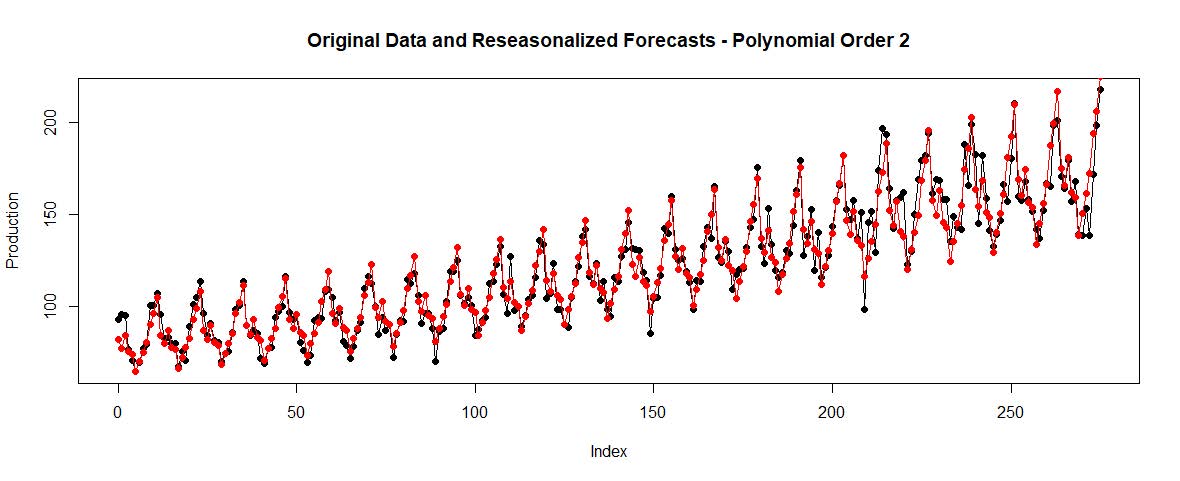 Original Data and Reseasonalized Forecasts - Polynomial Order 2
Production
200
150
100
0 50 100 150 200 250
Index